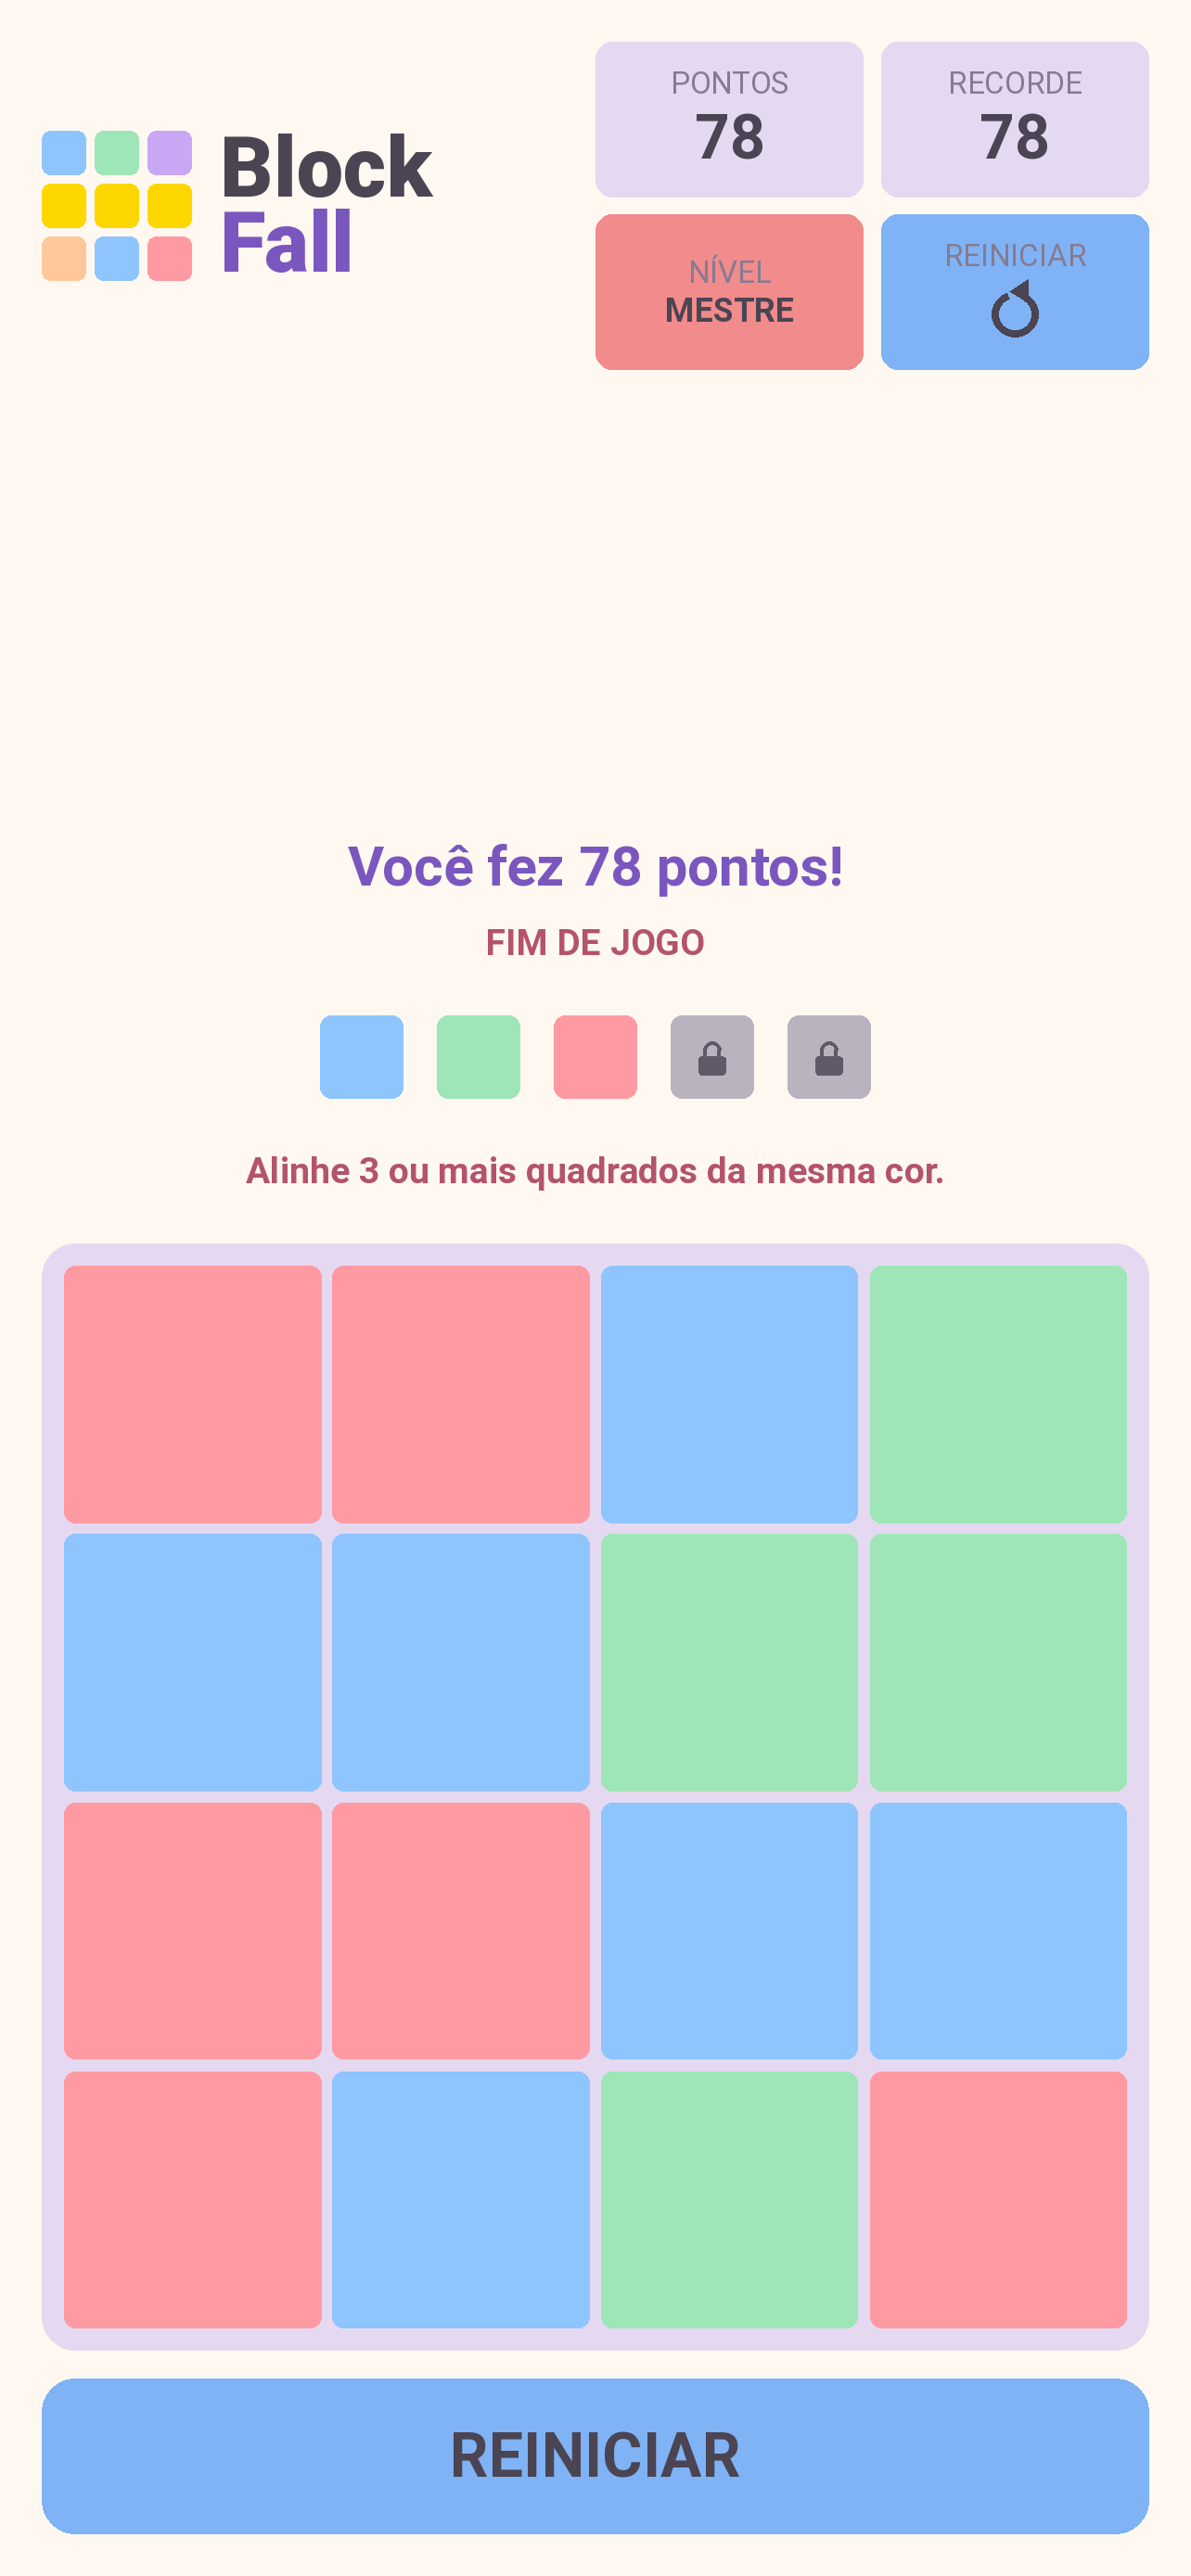 Block
Fall
PONTOS
78
RECORDE
78
NÍVEL
MESTRE
REINICIAR
Você fez 78 pontos!
FIM DE JOGO
Alinhe 3 ou mais quadrados da mesma cor.
REINICIAR